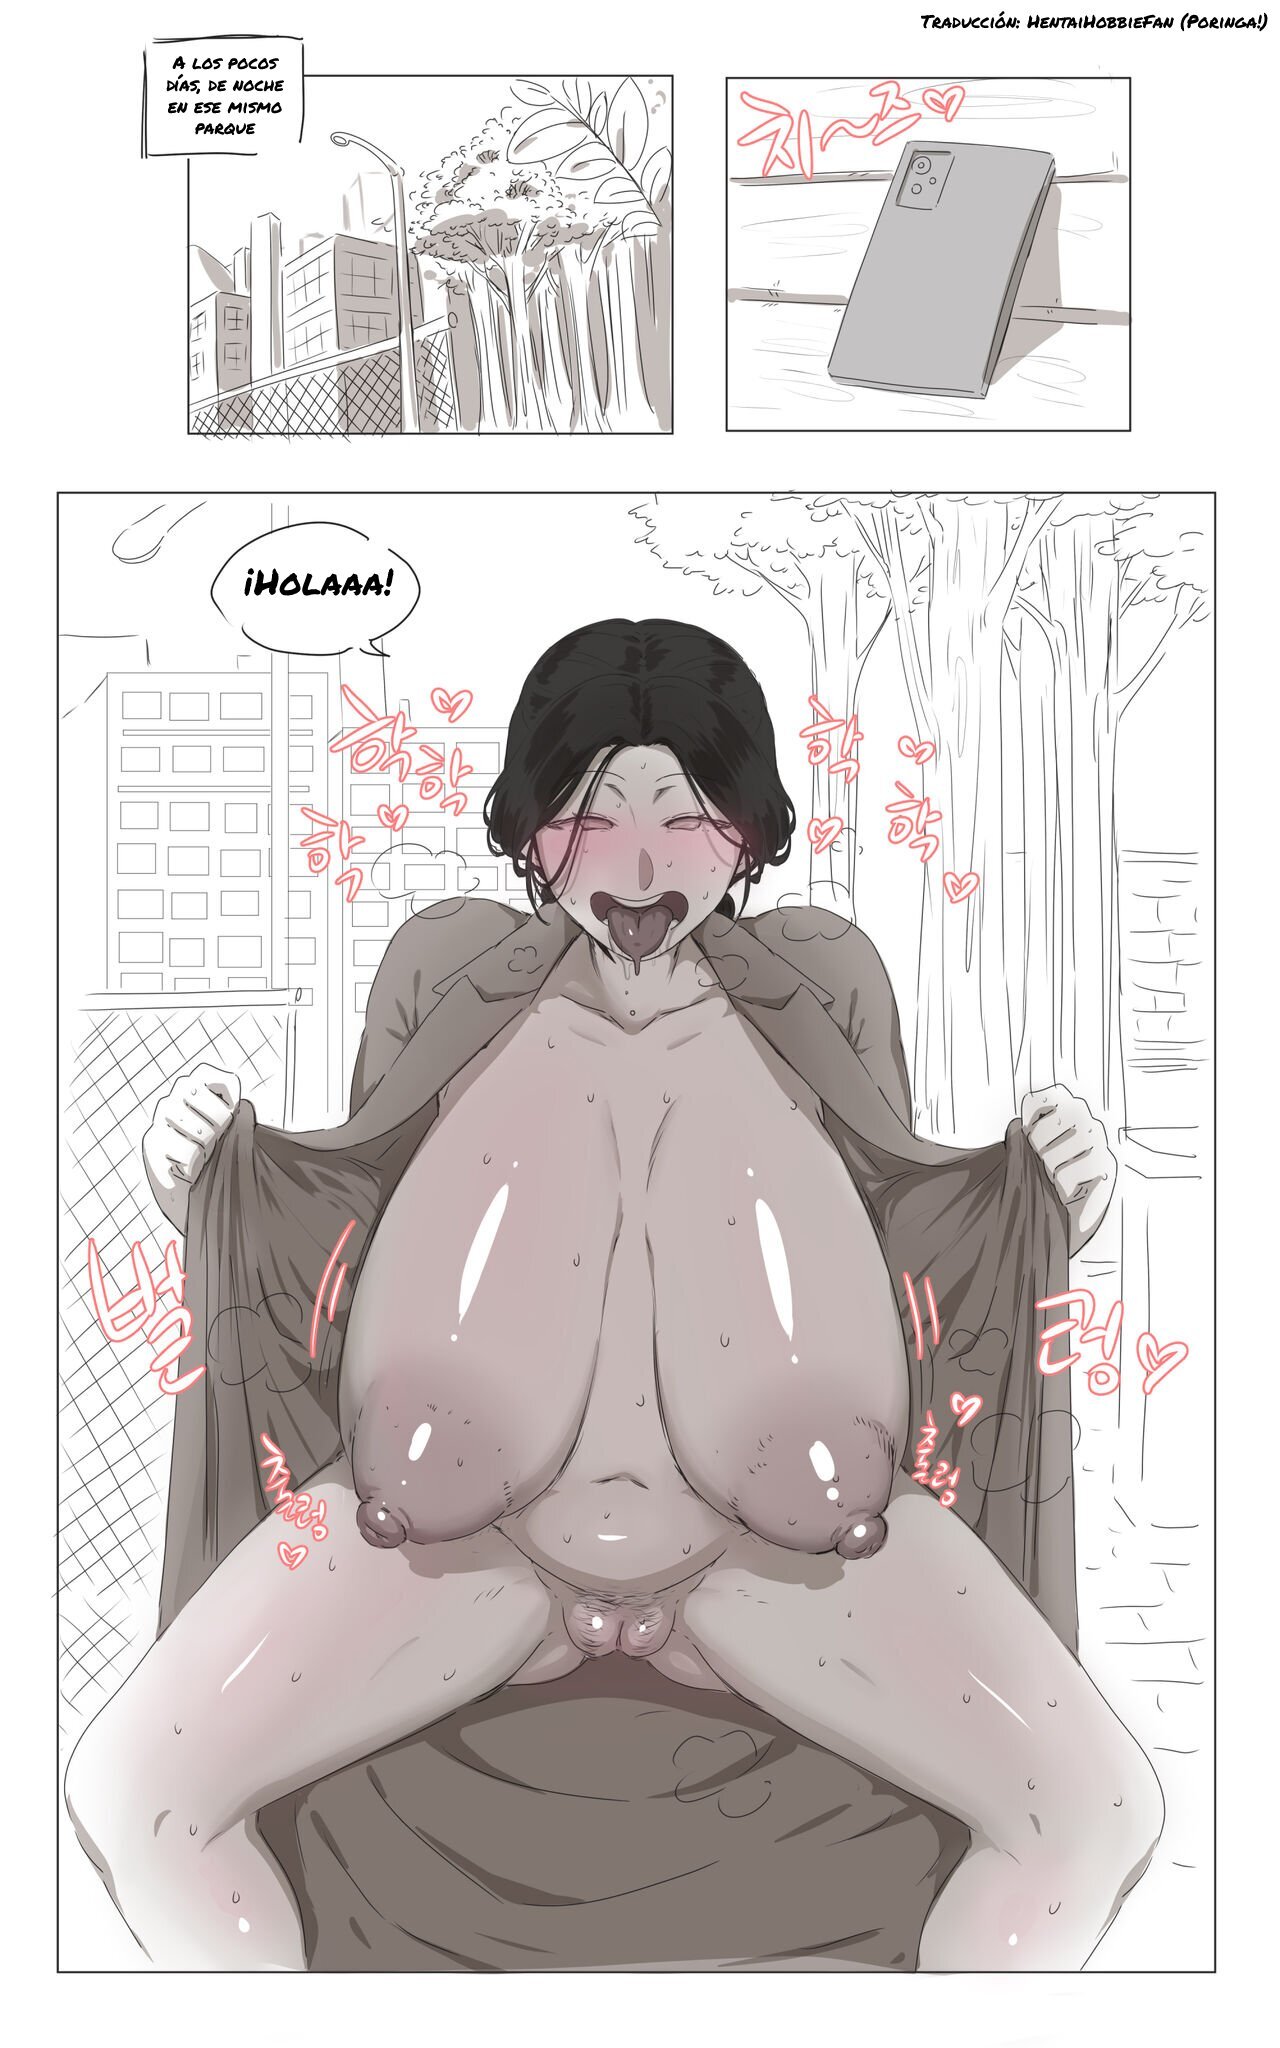 Traducción: HentaiHobbieFan (Poringa!)
A los pocos
días, de noche
en ese mismo
parque
치~즈♡
¡Holaaa!
학♡
학
학♡
학♡
학♡
벌
렁♡
출렁♡
출렁♡